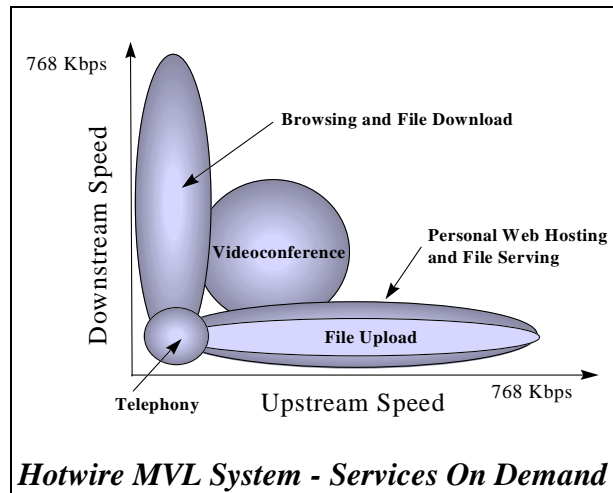 768 Kbps
Browsing and File Download
Downstream Speed
Videoconference
Personal Web Hosting
and File Serving
File Upload
Telephony
Upstream Speed
768 Kbps
Hotwire MVL System - Services On Demand